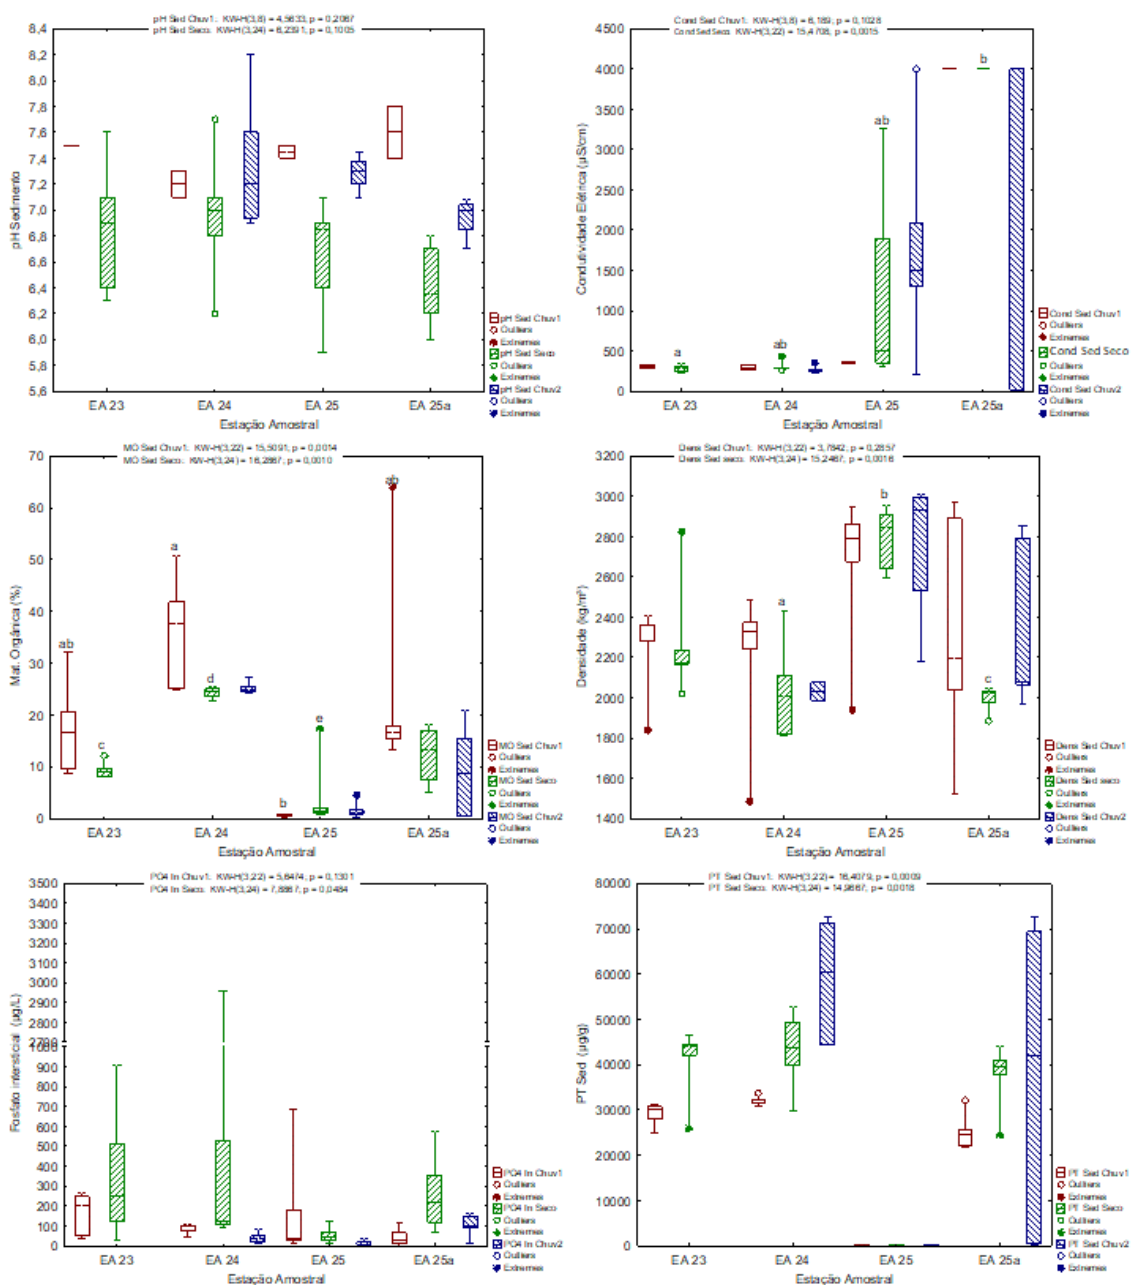 pH Sed Chuv1: KW-H(3,8) = 4,5633, p = 0,2067
pH Sed Seco: KW-H(3,24) = 6,2391, p = 0,1005
8,4
8,2
8,0
7,8
7,6
7,4
7,2
7,0
6,8
6,6
6,4
6,2
6,0
5,8
5,6
pH Sedimento
EA 23
EA 24
EA 25
EA 25a
Estação Amostral
pH Sed Chuv1
Outliers
Extremes
pH Sed Seco
Outliers
Extremes
pH Sed Chuv2
Outliers
Extremes
Cond Sed Chuv1: KW-H(3,8) = 6,189, p = 0,1028
CondSedSeco: KW-H(3,22) = 15,4708, p = 0,0015
4000
3500
3000
2500
2000
1500
1000
500
0
Condutividade Elétrica (µS/cm)
a
ab
ab
b
EA 23
EA 24
EA 25
EA 25a
Estação Amostral
Cond Sed Chuv1
Outliers
Extremes
Cond Sed Seco
Outliers
Extremes
Cond Sed Chuv2
Outliers
Extremes
MO Sed Chuv1: KW-H(3,22) = 15,5091, p = 0,0014
MO Sed Seco: KW-H(3,24) = 16,2867, p = 0,0010
70
60
50
40
30
20
10
0
Mat. Orgânica (%)
ab
c
a
d
b
e
ab
EA 23
EA 24
EA 25
EA 25a
Estação Amostral
MO Sed Chuv1
Outliers
Extremes
MO Sed Seco
Outliers
Extremes
MO Sed Chuv2
Outliers
Extremes
Dens Sed Chuv1: KW-H(3,22) = 3,7842, p = 0,2857
Dens Sed seco: KW-H(3,24) = 15,2467, p = 0,0016
3200
3000
2800
2600
2400
2200
2000
1800
1600
1400
Densidade (kg/m³)
a
b
c
EA 23
EA 24
EA 25
EA 25a
Estação Amostral
Dens Sed Chuv1
Outliers
Extremes
Dens Sed seco
Outliers
Extremes
Dens Sed Chuv2
Outliers
Extremes
PO4 In Chuv1: KW-H(3,22) = 5,6474, p = 0,1301
PO4 In Seco: KW-H(3,24) = 7,8867, p = 0,0484
3500
3400
3300
3200
3100
3000
2900
2800
2700
1000
900
800
700
600
500
400
300
200
100
0
Fosfato intersticial (µg/L)
EA 23
EA 24
EA 25
EA 25a
Estação Amostral
PO4 In Chuv1
Outliers
Extremes
PO4 In Seco
Outliers
Extremes
PO4 In Chuv2
Outliers
Extremes
PT Sed Chuv1: KW-H(3,22) = 16,4079, p = 0,0009
PT Sed Seco: KW-H(3,24) = 14,9667, p = 0,0018
80000
70000
60000
50000
40000
30000
20000
10000
0
PT Sed (µg/g)
EA 23
EA 24
EA 25
EA 25a
Estação Amostral
PT Sed Chuv1
Outliers
Extremes
PT Sed Seco
Outliers
Extremes
PT Sed Chuv2
Outliers
Extremes